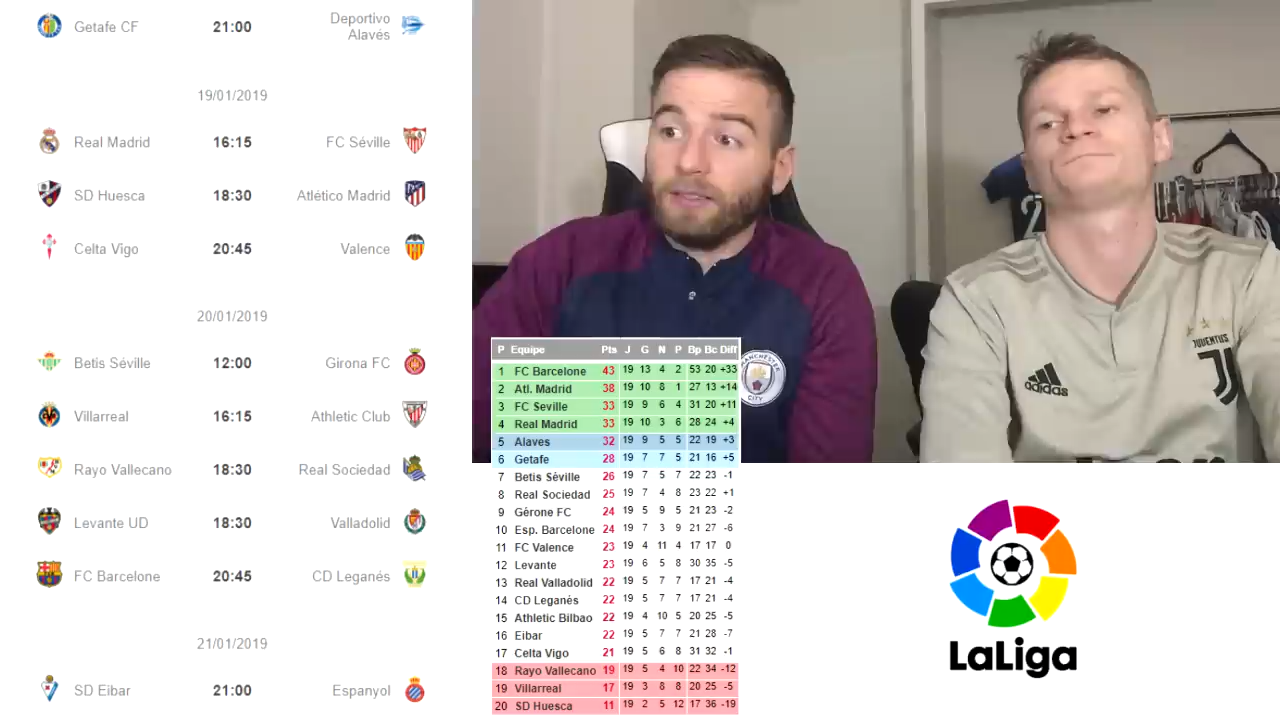 Getafe CF 21:00 Deportivo
Alavés
19/01/2019
Real Madrid 16:15 FC Séville
SD Huesca 18:30 Atlético Madrid
Celta Vigo 20:45 Valence
20/01/2019
Betis Séville 12:00 Girona FC
Villarreal 16:15 Athletic Club
Rayo Vallecano 18:30 Real Sociedad
Levante UD 18:30 Valladolid
FC Barcelone 20:45 CD Leganés
21/01/2019
SD Eibar 21:00 Espanyol
P Equipe Pts J G N P Bp Bc Diff
1 FC Barcelone 43 19 13 4 2 53 20 +33
2 Atl. Madrid 38 19 10 8 1 27 13 +14
3 FC Seville 33 19 9 6 4 31 20 +11
4 Real Madrid 33 19 10 3 6 28 24 +4
5 Alaves 32 19 9 5 5 22 19 +3
6 Getafe 28 19 7 7 5 21 16 +5
7 Betis Séville 26 19 7 5 7 22 23 -1
8 Real Sociedad 25 19 7 4 8 23 22 +1
9 Gérone FC 24 19 5 9 5 21 23 -2
10 Esp. Barcelone 24 19 7 3 9 21 27 -6
11 FC Valence 23 19 4 11 4 17 17 0
12 Levante 23 19 6 5 8 30 35 -5
13 Real Valladolid 22 19 5 7 7 17 21 -4
14 CD Leganés 22 19 5 7 7 17 21 -4
15 Athletic Bilbao 22 19 4 10 5 20 25 -5
16 Eibar 22 19 5 7 7 21 28 -7
17 Celta Vigo 21 19 5 6 8 31 32 -1
18 Rayo Vallecano 19 19 5 4 10 22 34 -12
19 Villarreal 17 19 3 8 8 20 25 -5
20 SD Huesca 11 19 2 5 12 17 36 -19
MANCHESTER
CITY
adidas
JUVENTUS
2
LaLiga